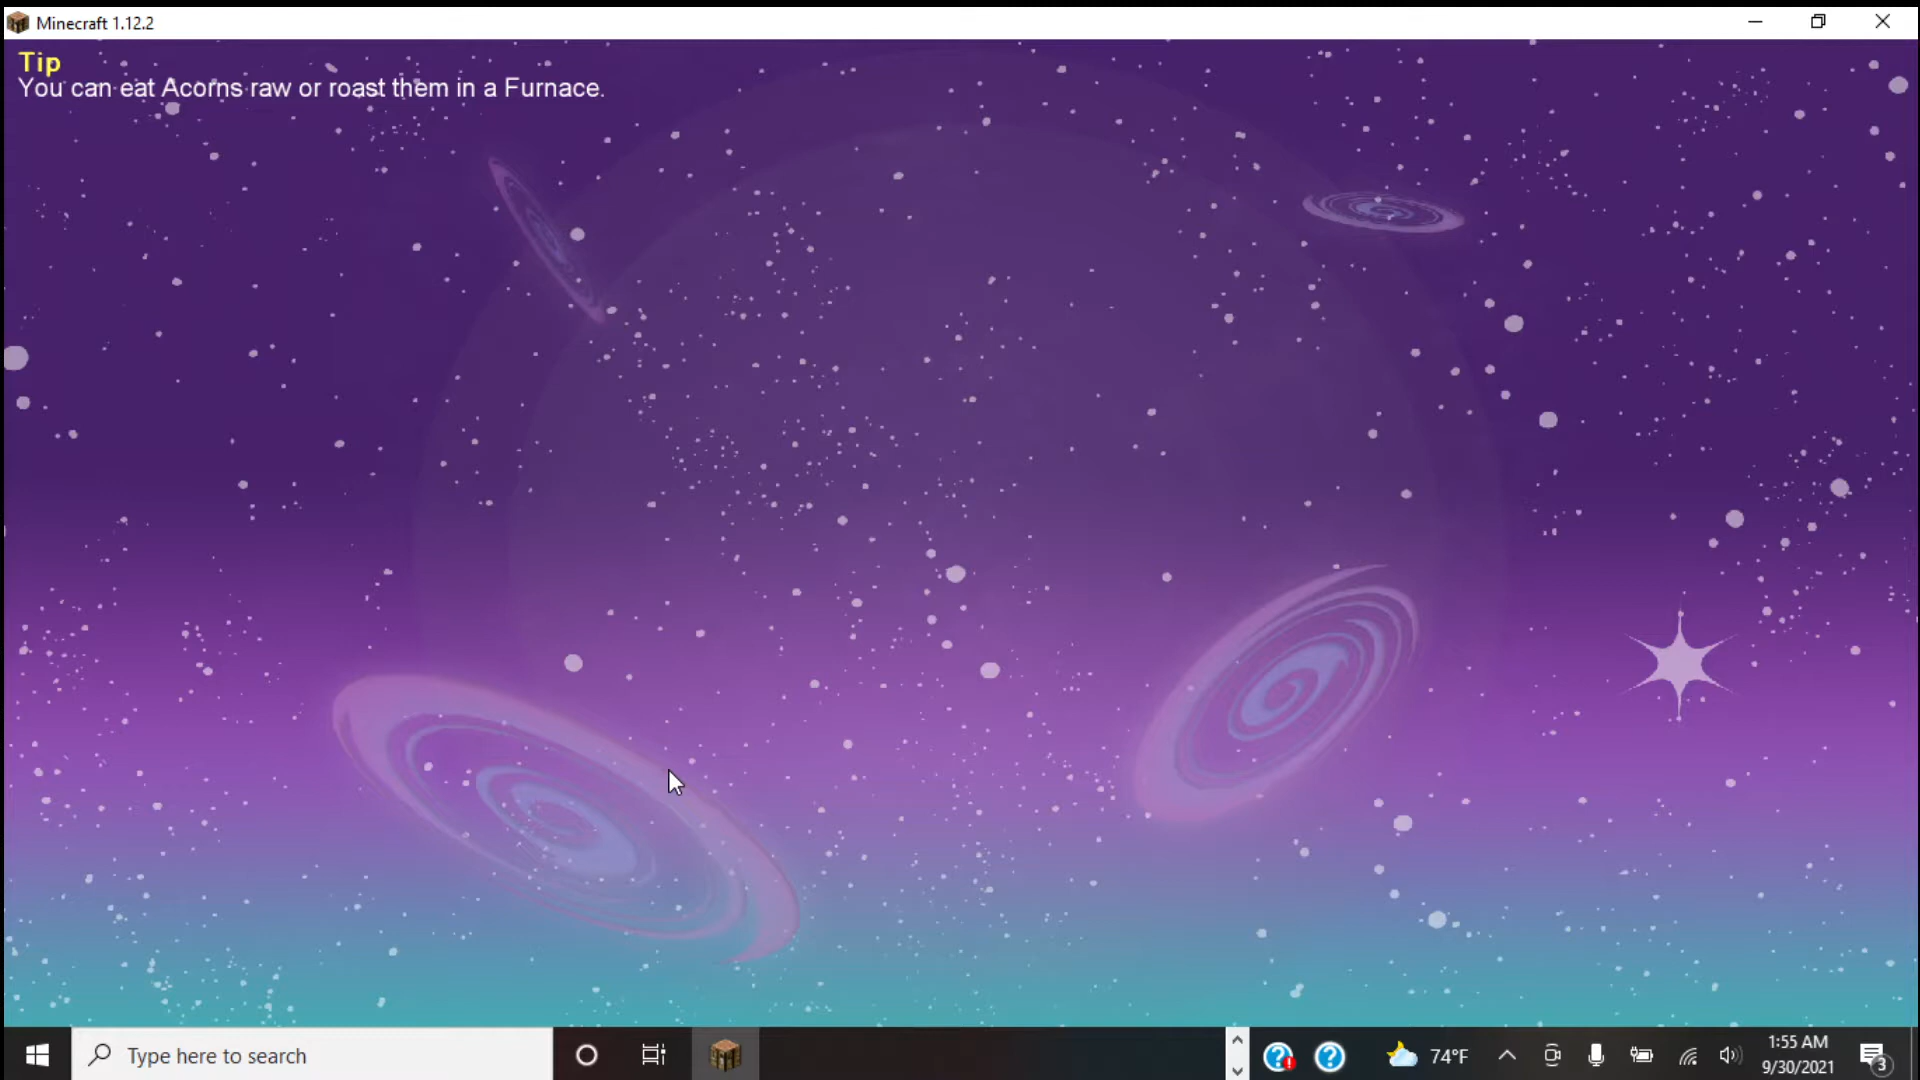 Minecraft 1.12.2
Tip
You can eat Acorns raw or roast them in a Furnace.
Type here to search
74°F
1:55 AM
9/30/2021
3